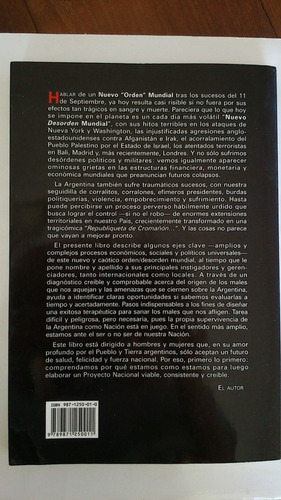 HABLAR de un Nuevo "Orden" Mundial tras los sucesos del 11
de Septiembre, ya hoy resulta casi risible si no fuera por sus
efectos tan trágicos en sangre y muerte. Pareciera que lo que hoy
se impone en el planeta es un cada día más volátil "Nuevo
Desorden Mundial", con sus hitos terribles en los ataques de
Nueva York y Washington, las injustificadas agresiones anglo-
estadounidenses contra Afganistán e Irak, el acorralamiento del
Pueblo Palestino por el Estado de Israel, los atentados terroristas
en Bali, Madrid y, más recientemente, Londres. Y no sólo sufrimos
desórdenes políticos y militares: vemos igualmente aparecer
ominosas grietas en las estructuras financiera, monetaria y
económica mundiales que preanuncian futuros colapsos.
La Argentina también sufre traumáticos sucesos, con nuestra
seguidilla de corralitos, corralones, efímeros presidentes, burdas
politiquerías, violencia, empobrecimiento y sufrimiento. Hasta
puede percibirse un proceso perverso hábilmente urdido que
busca lograr el control —si no el robo— de enormes extensiones
territoriales en nuestro País, crecientemente transformado en una
tragicómica "Republiqueta de Cromañón...". Y las cosas no parece
que vayan a mejorar pronto.
El presente libro describe algunos ejes clave —amplios y
complejos procesos económicos, sociales y políticos universales—
de este nuevo y caótico orden/desorden mundial, al tiempo que le
pone nombre y apellido a sus principales instigadores y geren-
ciadores, tanto internacionales como locales. A través de un
diagnóstico creíble y comprobable acerca del origen de los males
que nos aquejan y las amenazas que se ciernen sobre la Argentina,
ayuda a identificar claras oportunidades si sabemos evaluarlas a
tiempo y acertadamente. Pasos indispensables a los fines de diseñar
una exitosa terapéutica para sanar los males que nos afligen. Tarea
difícil y peligrosa, pero necesaria, pues la propia supervivencia de
la Argentina como Nación está en juego. En el sentido más amplio,
estamos ante el ser o no ser de nuestra Nación.
Este libro está dirigido a hombres y mujeres que, en su amor
profundo por el Pueblo y Tierra argentinos, sólo aceptan un futuro
de salud, felicidad y fuerza nacional. Por eso, primero lo primero:
comprendamos por qué estamos como estamos para luego
elaborar un Proyecto Nacional viable, consistente y creíble.
EL AUTOR
ISBN 987-1250-01-0
9789871250011